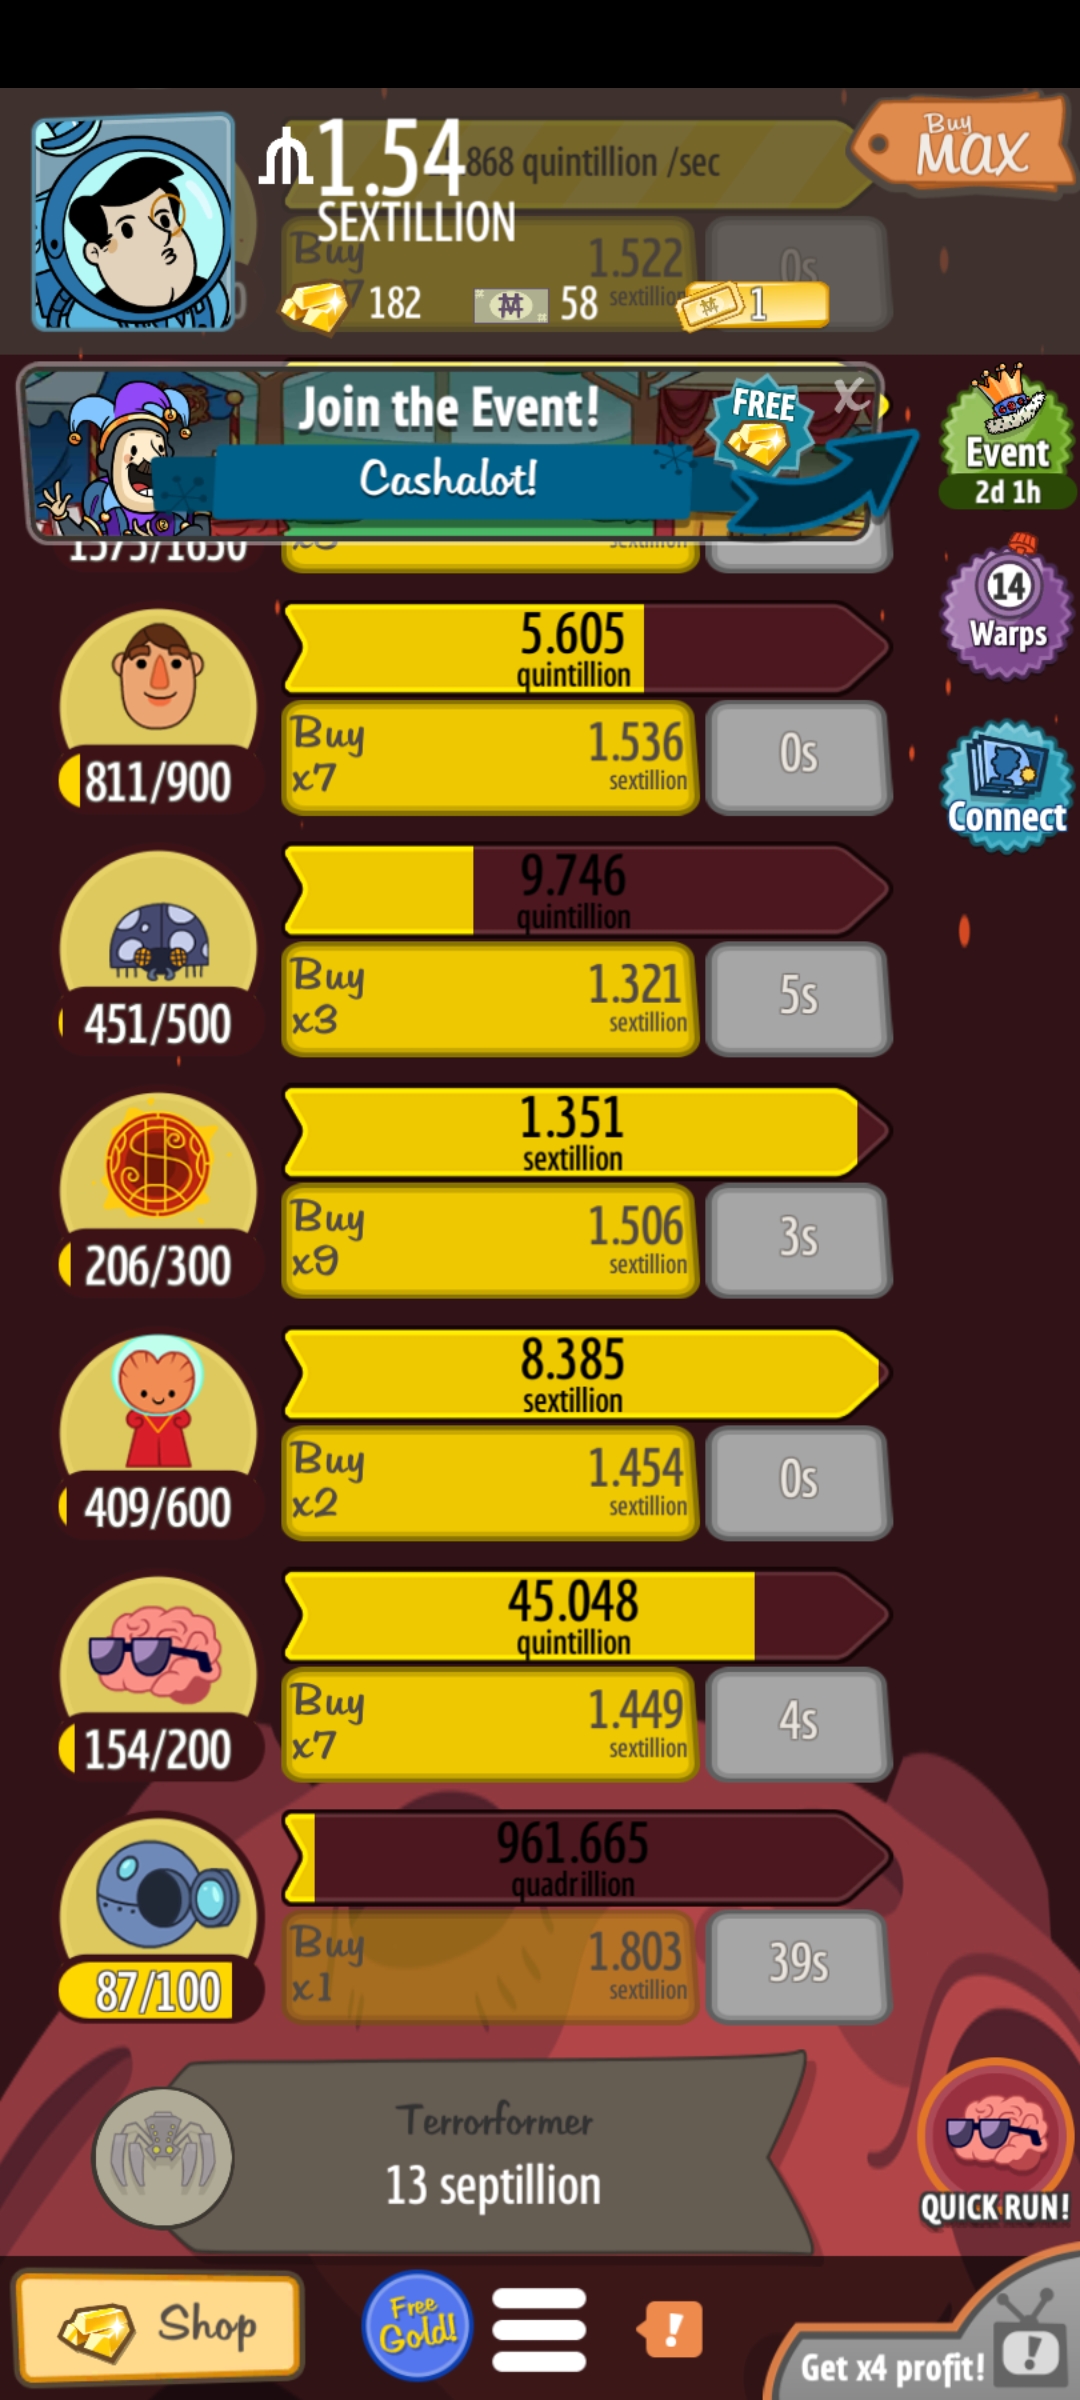 1.54
868 quintillion /sec
SEXTILLION
Buy
MAX
Buy
7
1.522
sextillion
0s
182
58
1
Join the Event!
FREE
X
Cashalot!
Event
2d 1h
1575/1650
14
Warps
5.605
quintillion
811/900
Buy
x7
1.536
sextillion
0s
Connect
9.746
quintillion
451/500
Buy
x3
1.321
sextillion
5s
1.351
sextillion
206/300
Buy
x9
1.506
sextillion
3s
8.385
sextillion
409/600
Buy
x2
1.454
sextillion
0s
45.048
quintillion
154/200
Buy
x7
1.449
sextillion
4s
961.665
quadrillion
87/100
Buy
x1
1.803
sextillion
39s
Terrorformer
13 septillion
QUICK RUN!
Shop
Free
Gold!
!
Get x4 profit!
!